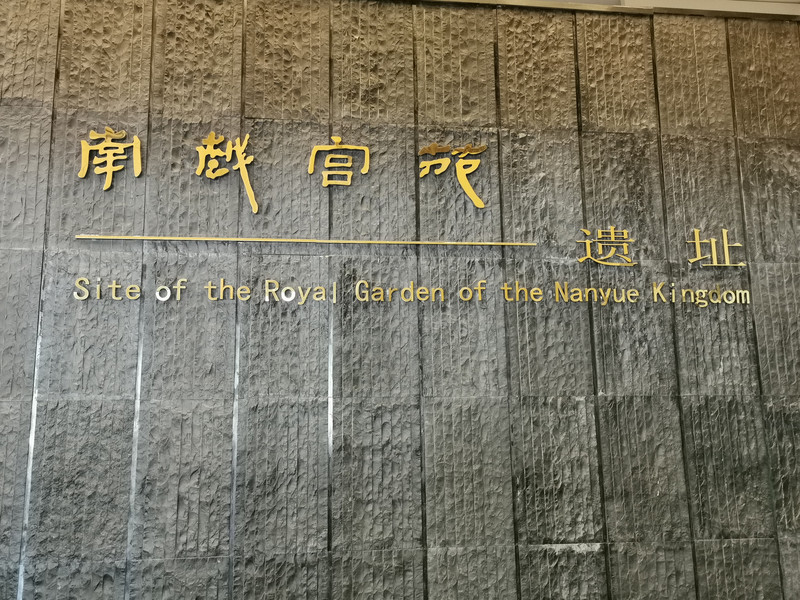 南越宫苑
遗址
Site of the Royal Garden of the Nanyue Kingdom